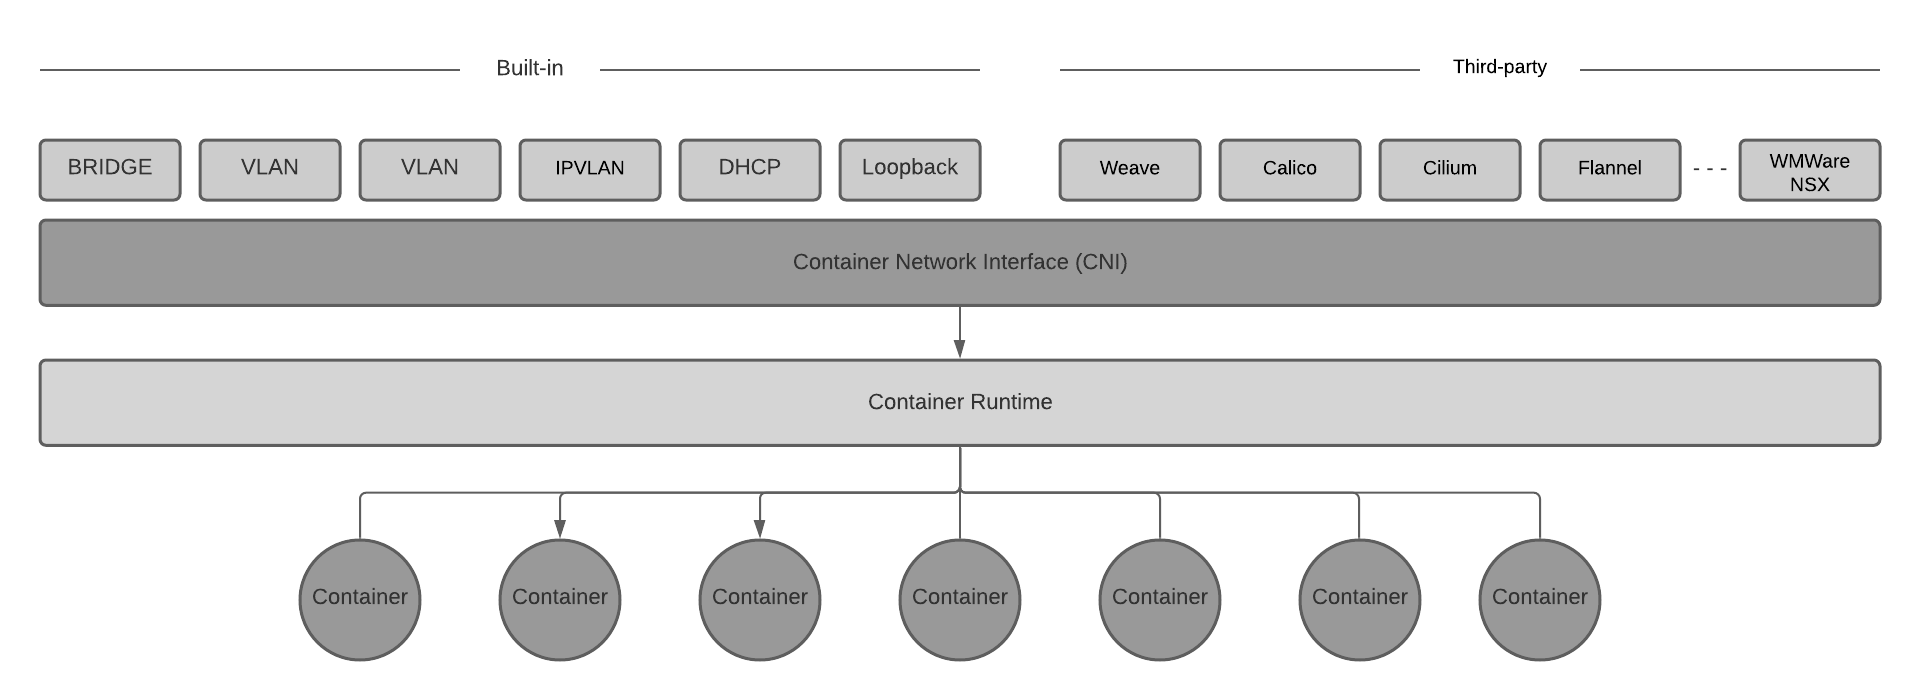 Built-in
Third-party
BRIDGE
VLAN
VLAN
IPVLAN
DHCP
Loopback
Weave
Calico
Cilium
Flannel
WMWare
NSX
Container Network Interface (CNI)
Container Runtime
Container
Container
Container
Container
Container
Container
Container